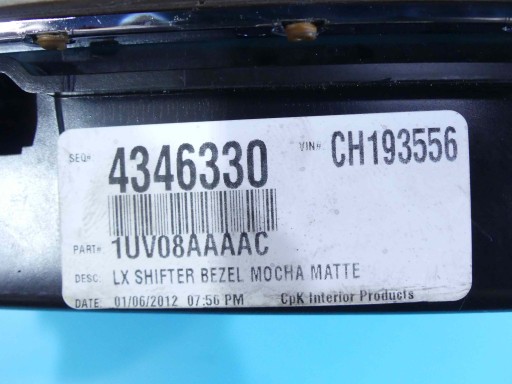 SEQ# 4346330 VIN# CH193556
PART# 1UV08AAAAC
DESC: LX SHIFTER BEZEL MOCHA MATTE
DATE: 01/06/2012 07:56 PM CpK Interior Products